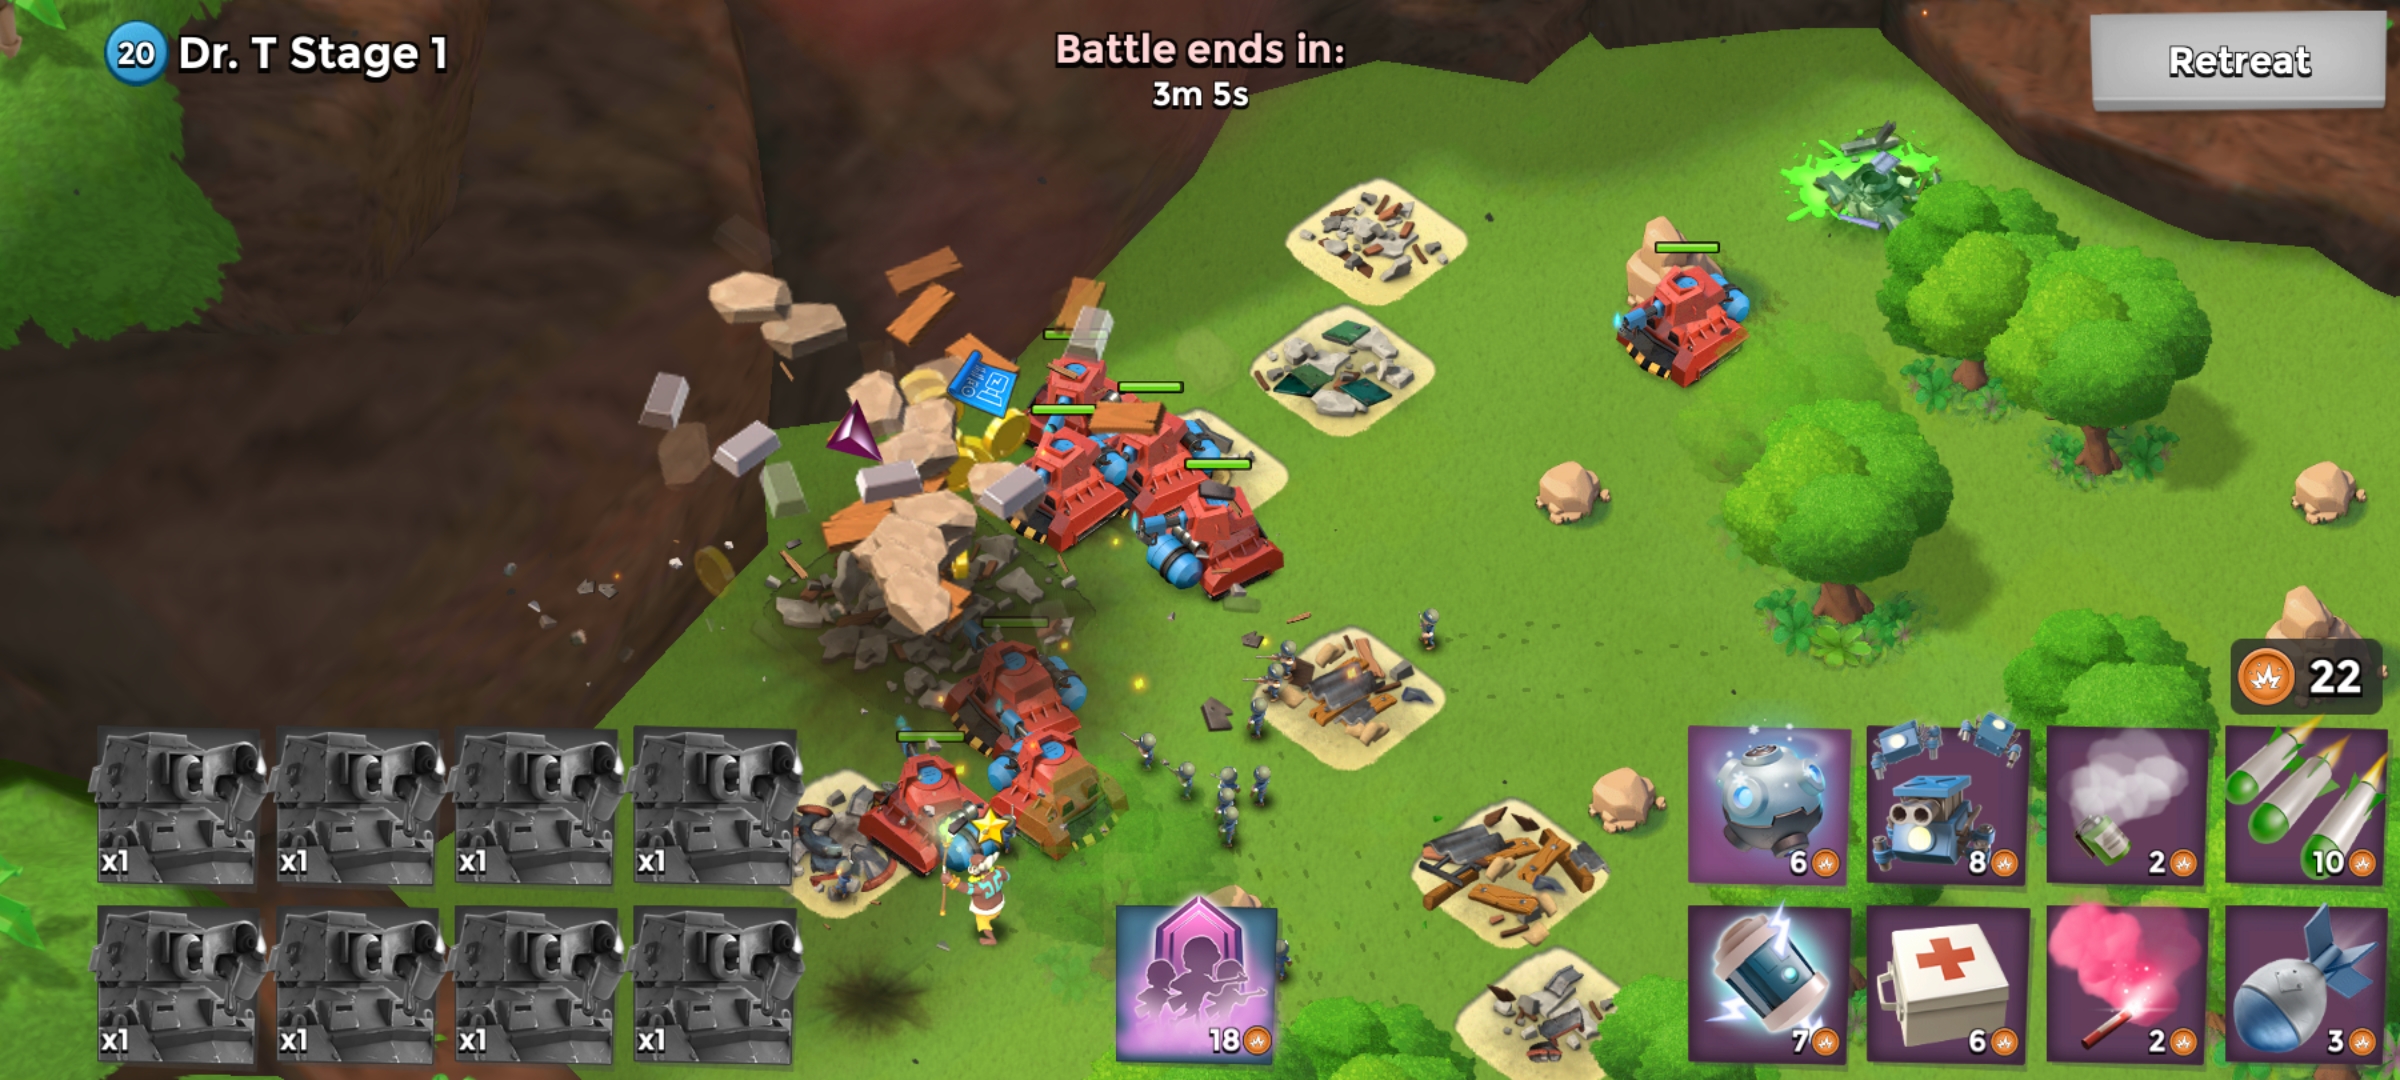 20 Dr. T Stage 1
Battle ends in:
3m 5s
Retreat
22
x1 x1 x1 x1
6 8 2 10
x1 x1 x1 x1
18
7 6 2 3